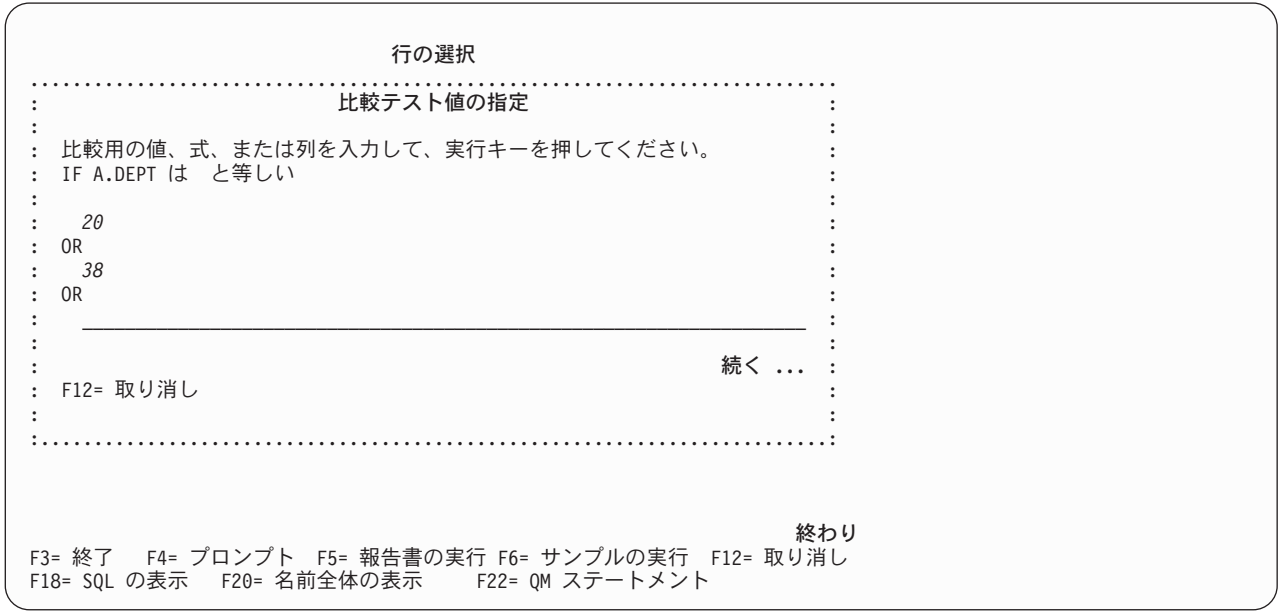 行の選択
比較テスト値の指定
比較用の値、式、または列を入力して、実行キーを押してください。
IF A.DEPT は　と等しい
20
OR
38
OR
続く ...
F12= 取り消し
終わり
F3= 終了 F4= プロンプト F5= 報告書の実行 F6= サンプルの実行 F12= 取り消し
F18= SQL の表示 F20= 名前全体の表示 F22= QM ステートメント